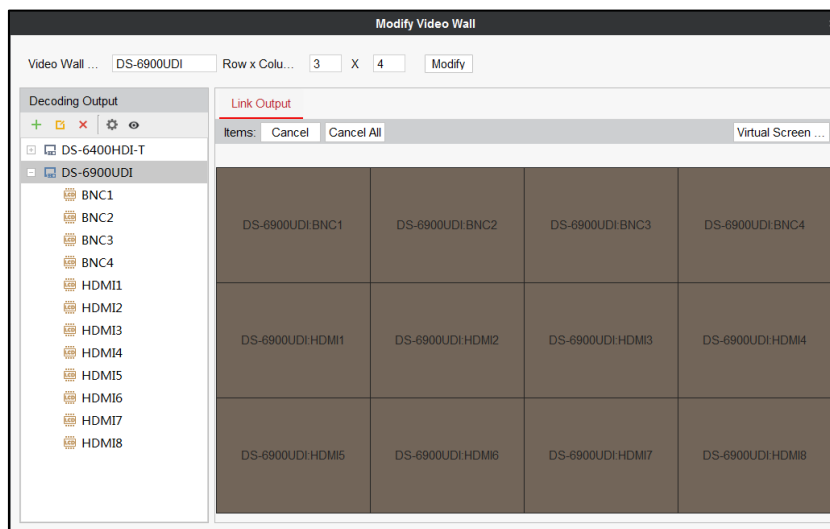 Modify Video Wall
Video Wall ... DS-6900UDI Row x Colu... 3 X 4 Modify
Decoding Output
Link Output
Items: Cancel Cancel All Virtual Screen ...
DS-6400HDI-T
DS-6900UDI
BNC1
BNC2
BNC3
BNC4
HDMI1
HDMI2
HDMI3
HDMI4
HDMI5
HDMI6
HDMI7
HDMI8
DS-6900UDI:BNC1 DS-6900UDI:BNC2 DS-6900UDI:BNC3 DS-6900UDI:BNC4
DS-6900UDI:HDMI1 DS-6900UDI:HDMI2 DS-6900UDI:HDMI3 DS-6900UDI:HDMI4
DS-6900UDI:HDMI5 DS-6900UDI:HDMI6 DS-6900UDI:HDMI7 DS-6900UDI:HDMI8